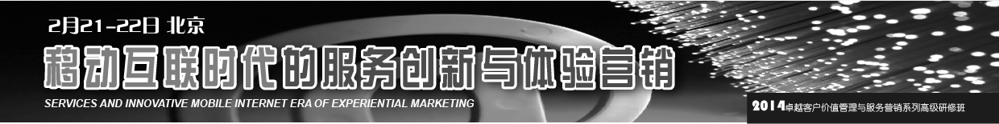 2月21-22日 北京
移动互联时代的服务创新与体验营销
SERVICES AND INNOVATIVE MOBILE INTERNET ERA OF EXPERIENTIAL MARKETING
2014卓越客户价值管理与服务营销系列高级研修班